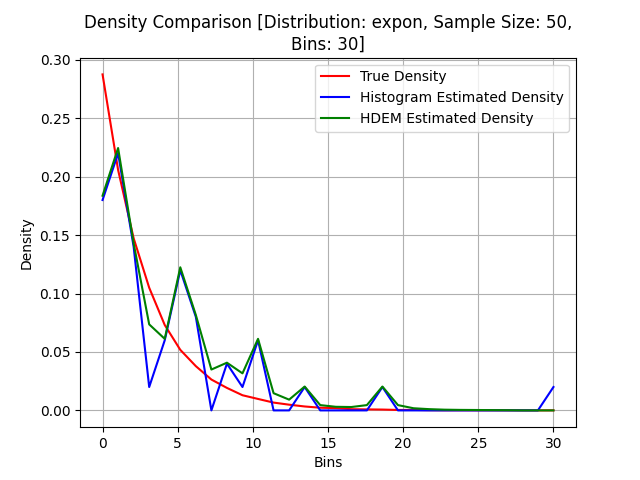 Density Comparison [Distribution: expon, Sample Size: 50,
Bins: 30]
True Density
Histogram Estimated Density
HDEM Estimated Density
Density
0.30
0.25
0.20
0.15
0.10
0.05
0.00
0 5 10 15 20 25 30
Bins